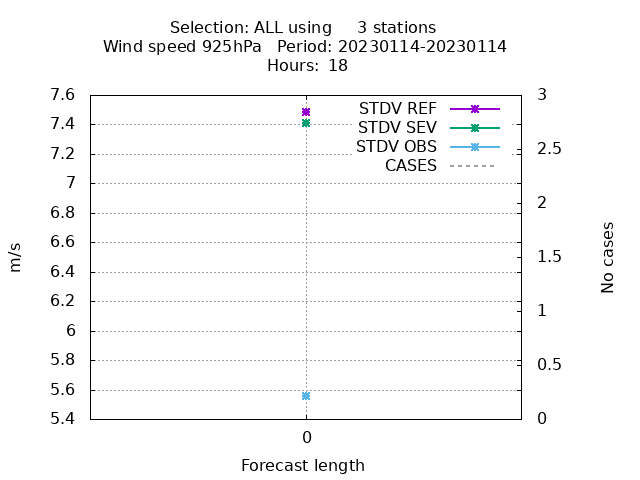 Selection: ALL using 3 stations
Wind speed 925hPa Period: 20230114-20230114
Hours: 18
STDV REF
STDV SEV
STDV OBS
CASES
7.6
7.4
7.2
7
6.8
6.6
6.4
6.2
6
5.8
5.6
5.4
m/s
3
2.5
2
1.5
1
0.5
0
No cases
0
Forecast length